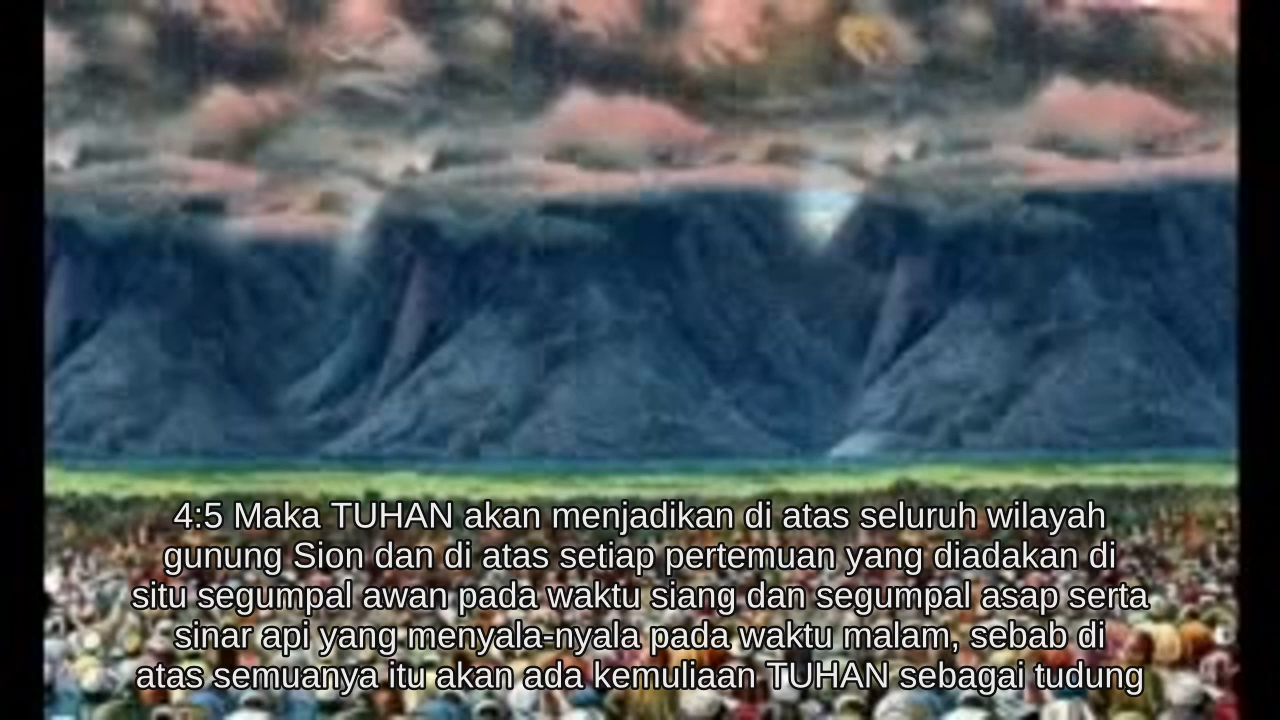 4:5 Maka TUHAN akan menjadikan di atas seluruh wilayah
gunung Sion dan di atas setiap pertemuan yang diadakan di
situ segumpal awan pada waktu siang dan segumpal asap serta
sinar api yang menyala-nyala pada waktu malam, sebab di
atas semuanya itu akan ada kemuliaan TUHAN sebagai tudung